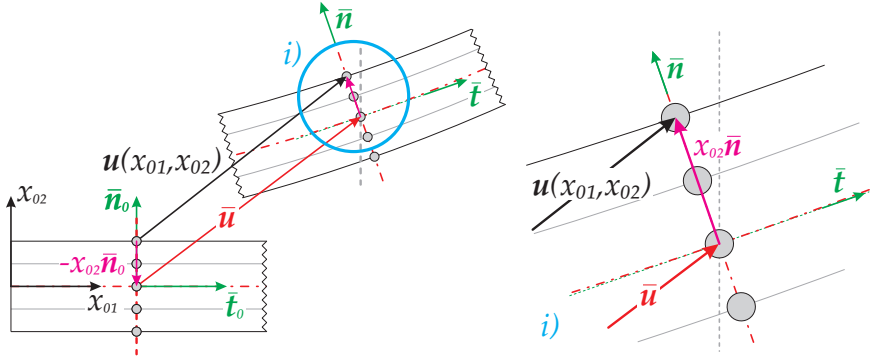 n̄
i)
t̄
u(x₀₁,x₀₂)
x₀₂
n̄₀
ū
-x₀₂n̄₀
x₀₁
t̄₀
n̄
x₀₂n̄
u(x₀₁,x₀₂)
t̄
ū
i)